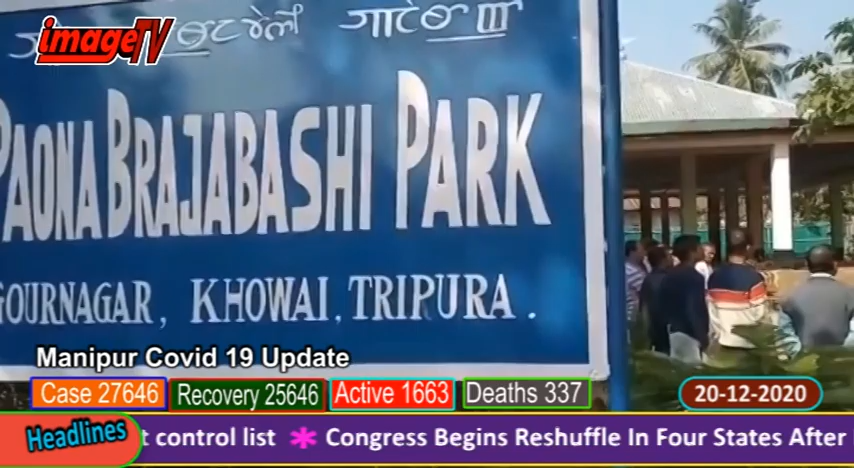 imageTV
PAONA BRAJABASHI PARK
GOURNAGAR, KHOWAI, TRIPURA.
Manipur Covid 19 Update
Case 27646 Recovery 25646 Active 1663 Deaths 337
20-12-2020
Headlines t control list * Congress Begins Reshuffle In Four States After